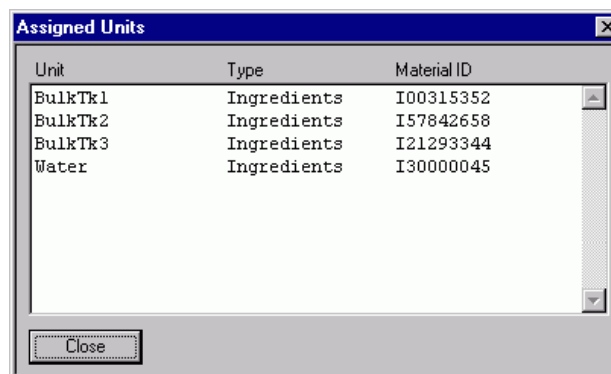 Assigned Units
Unit Type Material ID
BulkTk1 Ingredients I00315352
BulkTk2 Ingredients I57842658
BulkTk3 Ingredients I21293344
Water Ingredients I30000045
Close